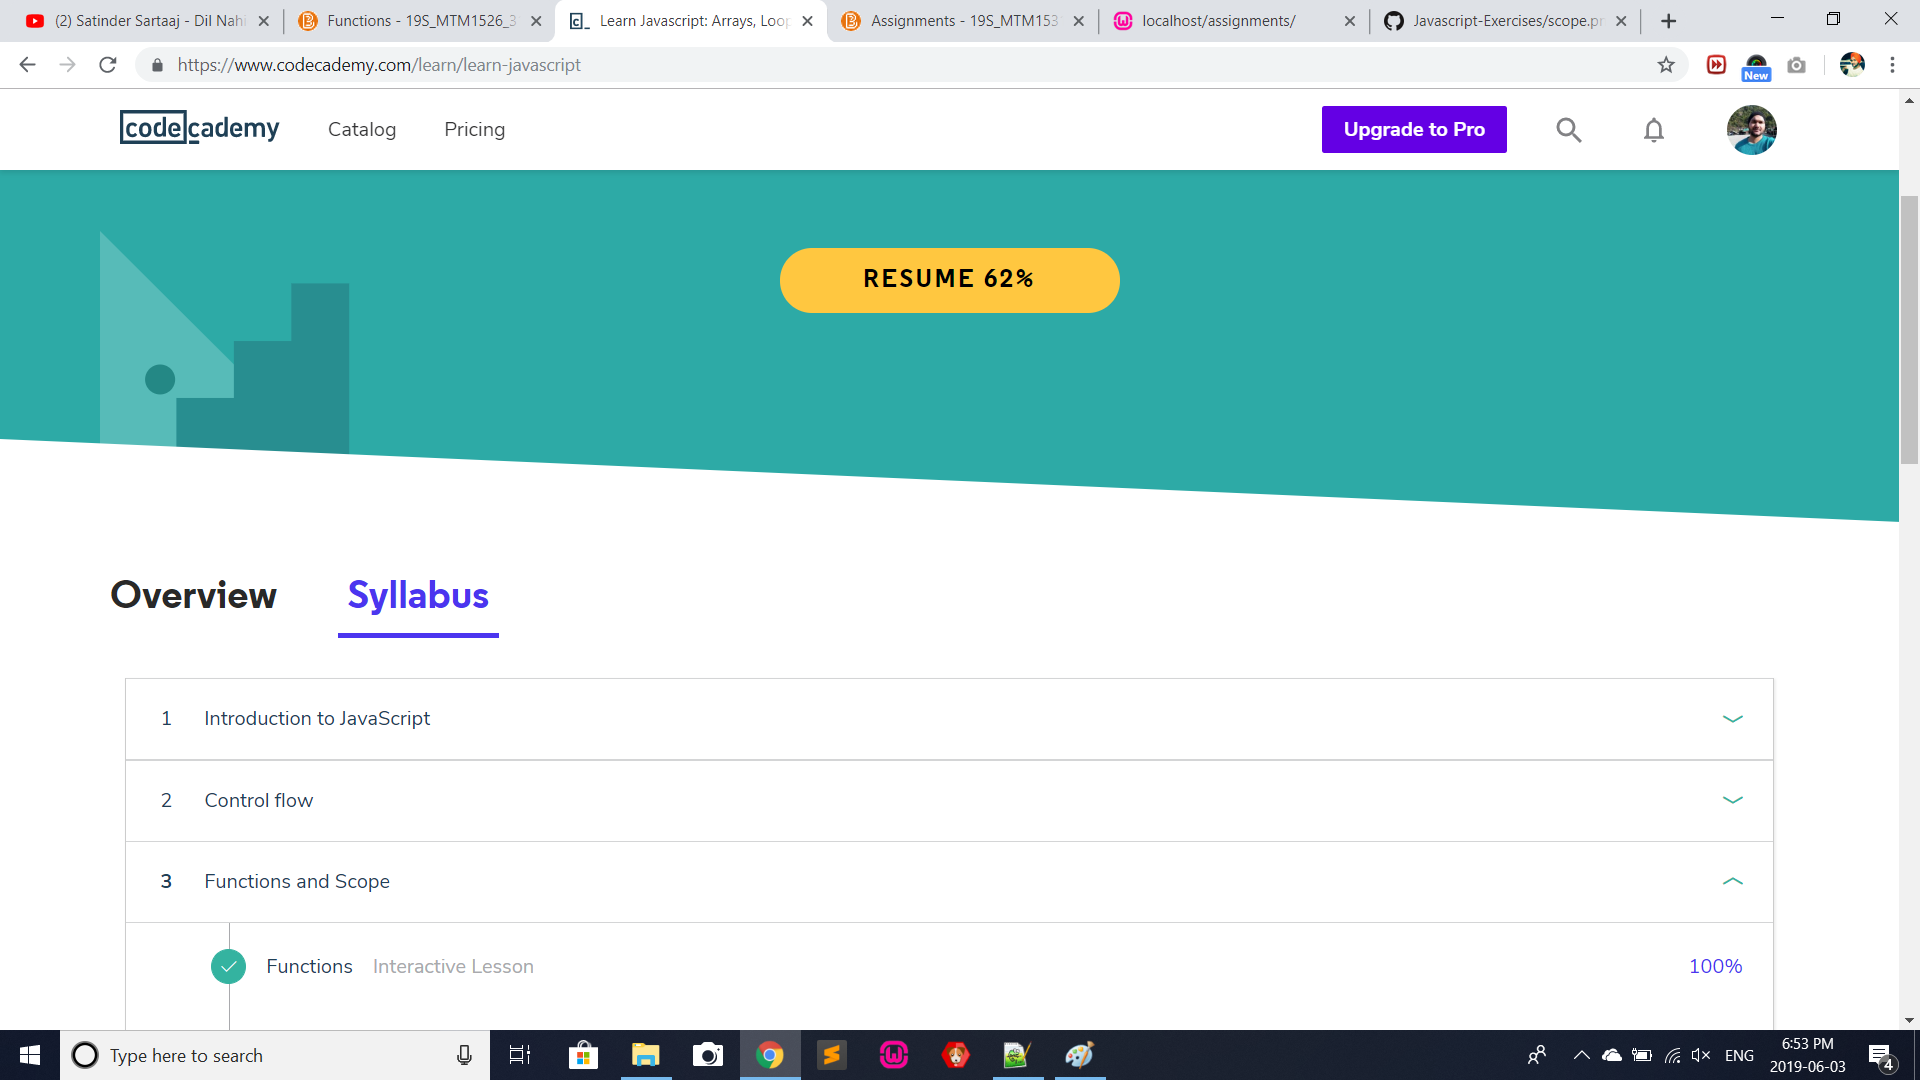 (2) Satinder Sartaaj - Dil Nahi
Functions - 19S_MTM1526_3
Learn Javascript: Arrays, Loop
Assignments - 19S_MTM153
localhost/assignments/
Javascript-Exercises/scope.pn
https://www.codecademy.com/learn/learn-javascript
New
codecademy
Catalog
Pricing
Upgrade to Pro
RESUME 62%
Overview
Syllabus
1 Introduction to JavaScript
2 Control flow
3 Functions and Scope
Functions Interactive Lesson 100%
Type here to search
ENG
6:53 PM
2019-06-03
4